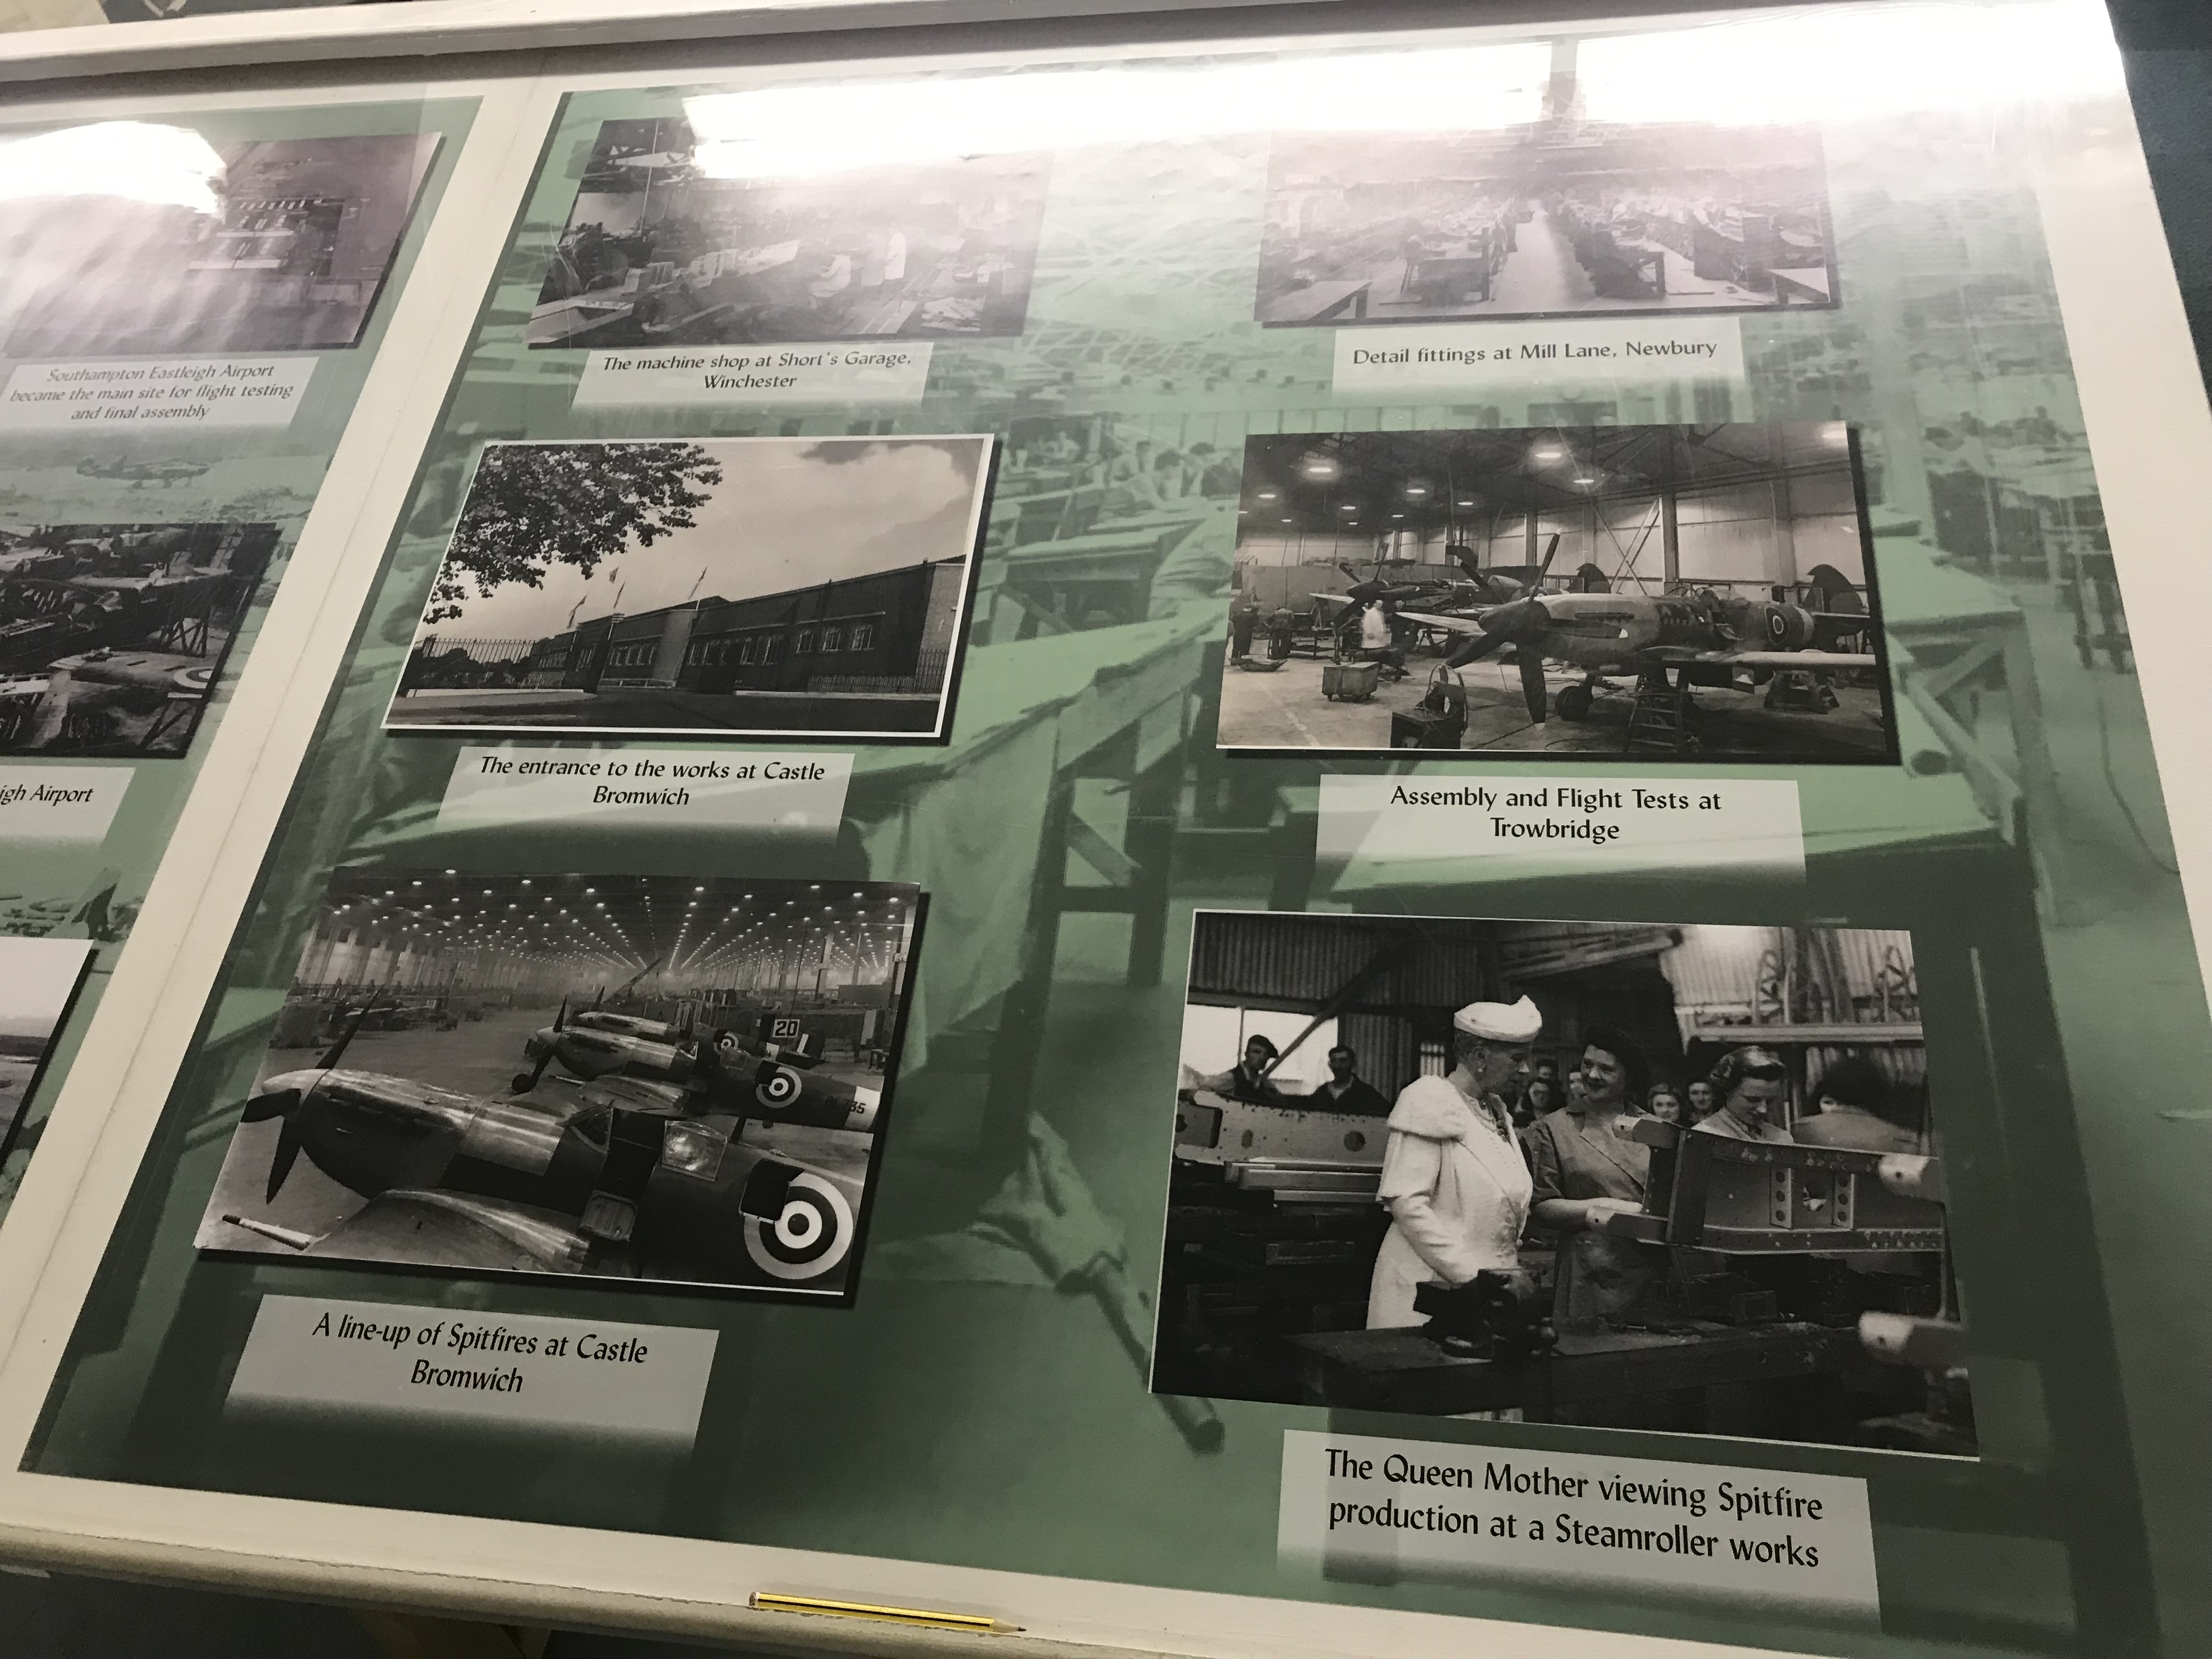 Southampton Eastleigh Airport
became the main site for flight testing
and final assembly
igh Airport
The machine shop at Short's Garage,
Winchester
Detail fittings at Mill Lane, Newbury
The entrance to the works at Castle
Bromwich
Assembly and Flight Tests at
Trowbridge
20
A line-up of Spitfires at Castle
Bromwich
The Queen Mother viewing Spitfire
production at a Steamroller works